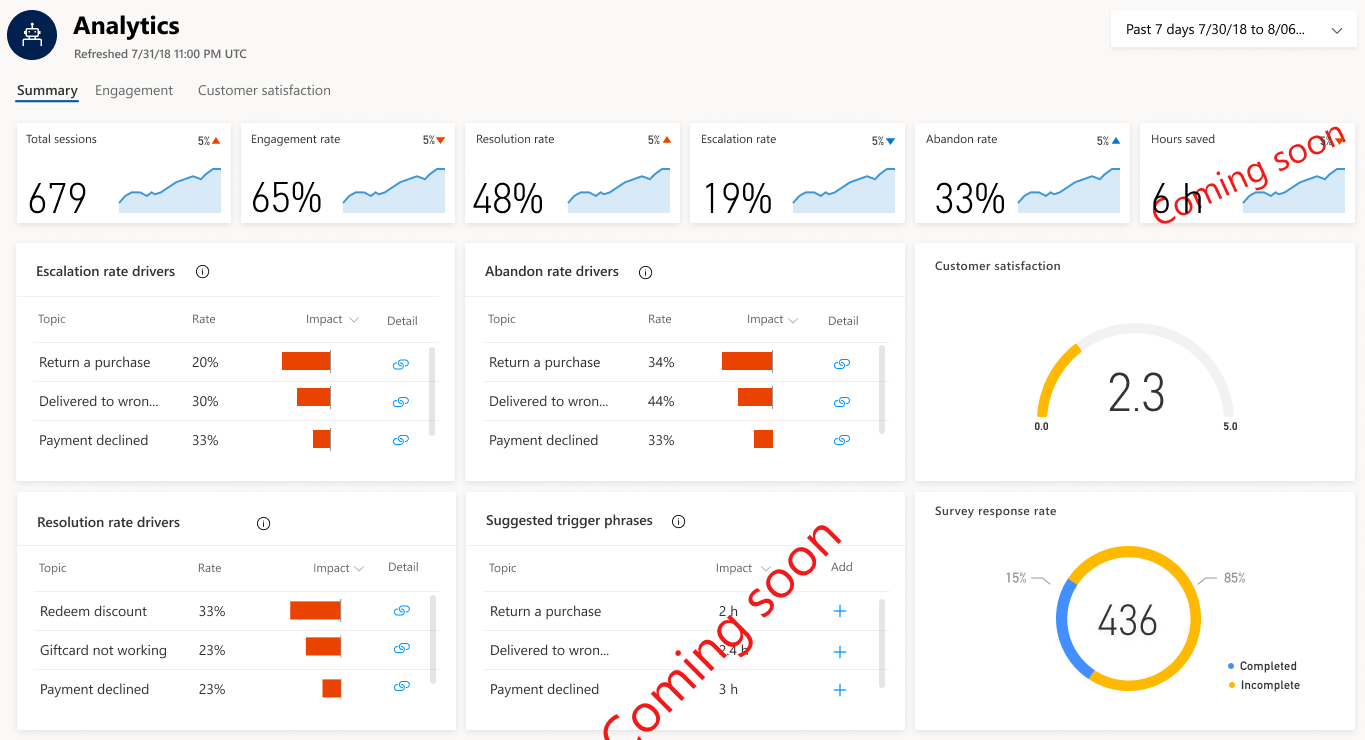 Analytics
Refreshed 7/31/18 11:00 PM UTC
Past 7 days 7/30/18 to 8/06...
Summary Engagement Customer satisfaction
Total sessions 5%
679
Engagement rate 5%
65%
Resolution rate 5%
48%
Escalation rate 5%
19%
Abandon rate 5%
33%
Hours saved 5%
6 h
Coming soon
Escalation rate drivers
Topic Rate Impact Detail
Return a purchase 20%
Delivered to wron... 30%
Payment declined 33%
Abandon rate drivers
Topic Rate Impact Detail
Return a purchase 34%
Delivered to wron... 44%
Payment declined 33%
Customer satisfaction
2.3
0.0 5.0
Resolution rate drivers
Topic Rate Impact Detail
Redeem discount 33%
Giftcard not working 23%
Payment declined 23%
Suggested trigger phrases
Topic Impact Add
Return a purchase 2 h
Delivered to wron... 2.4 h
Payment declined 3 h
Coming soon
Survey response rate
15% 85%
436
Completed
Incomplete